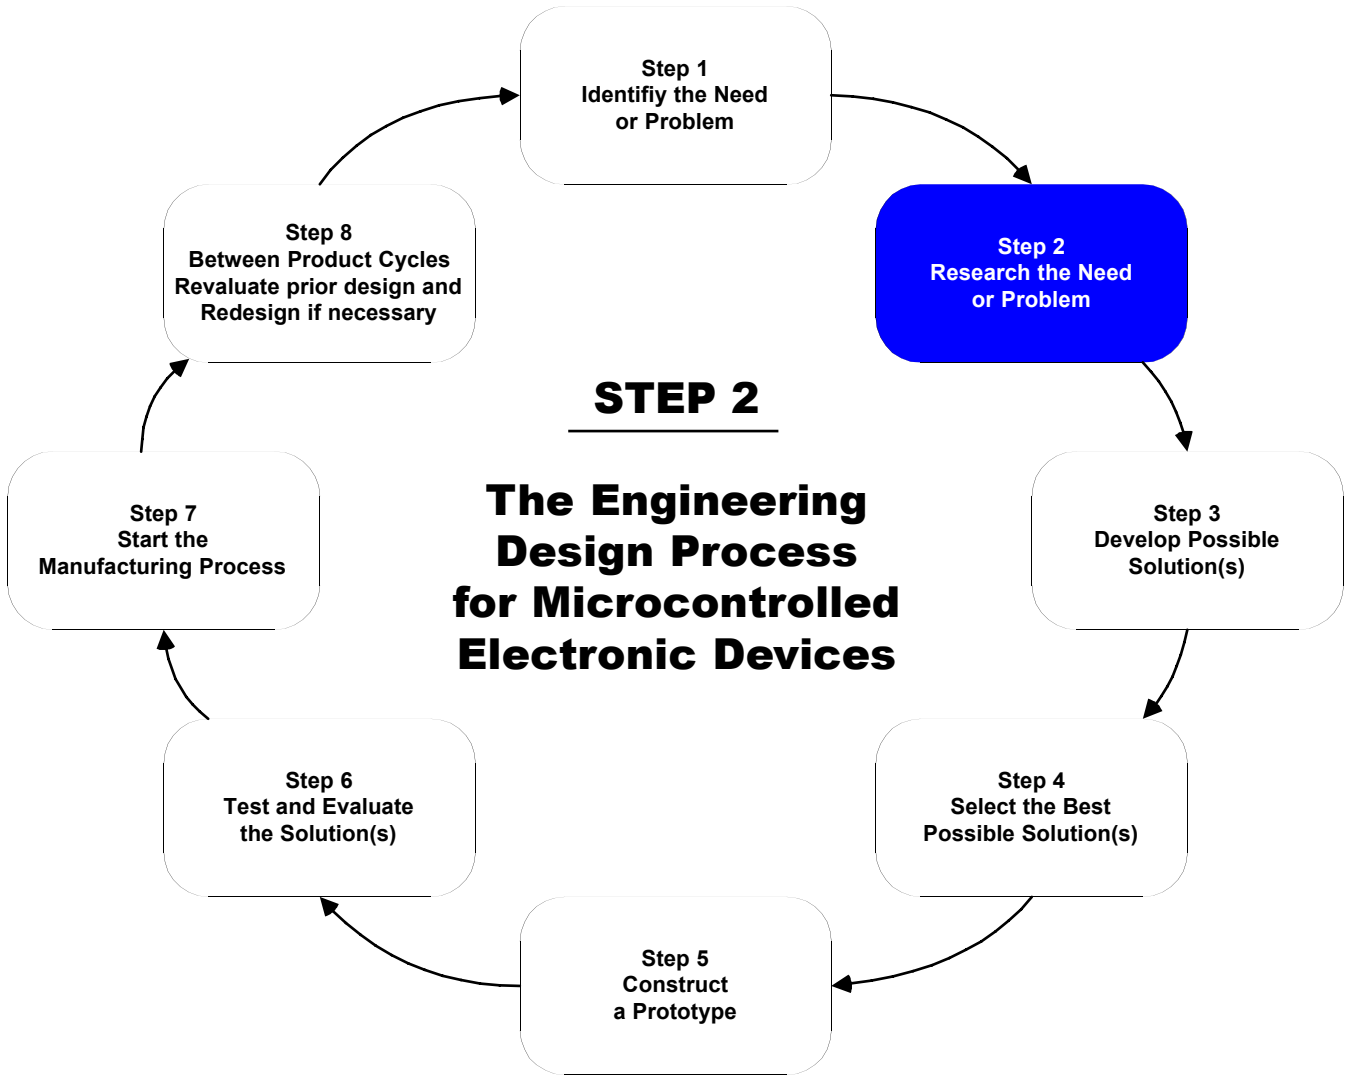 Step 1
Identifiy the Need
or Problem
Step 2
Research the Need
or Problem
Step 3
Develop Possible
Solution(s)
Step 4
Select the Best
Possible Solution(s)
Step 5
Construct
a Prototype
Step 6
Test and Evaluate
the Solution(s)
Step 7
Start the
Manufacturing Process
Step 8
Between Product Cycles
Revaluate prior design and
Redesign if necessary
STEP 2
The Engineering
Design Process
for Microcontrolled
Electronic Devices